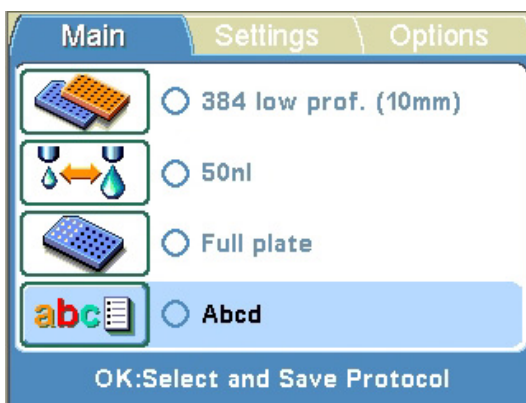 Main Settings Options
384 low prof. (10mm)
50nl
Full plate
abc Abcd
OK:Select and Save Protocol